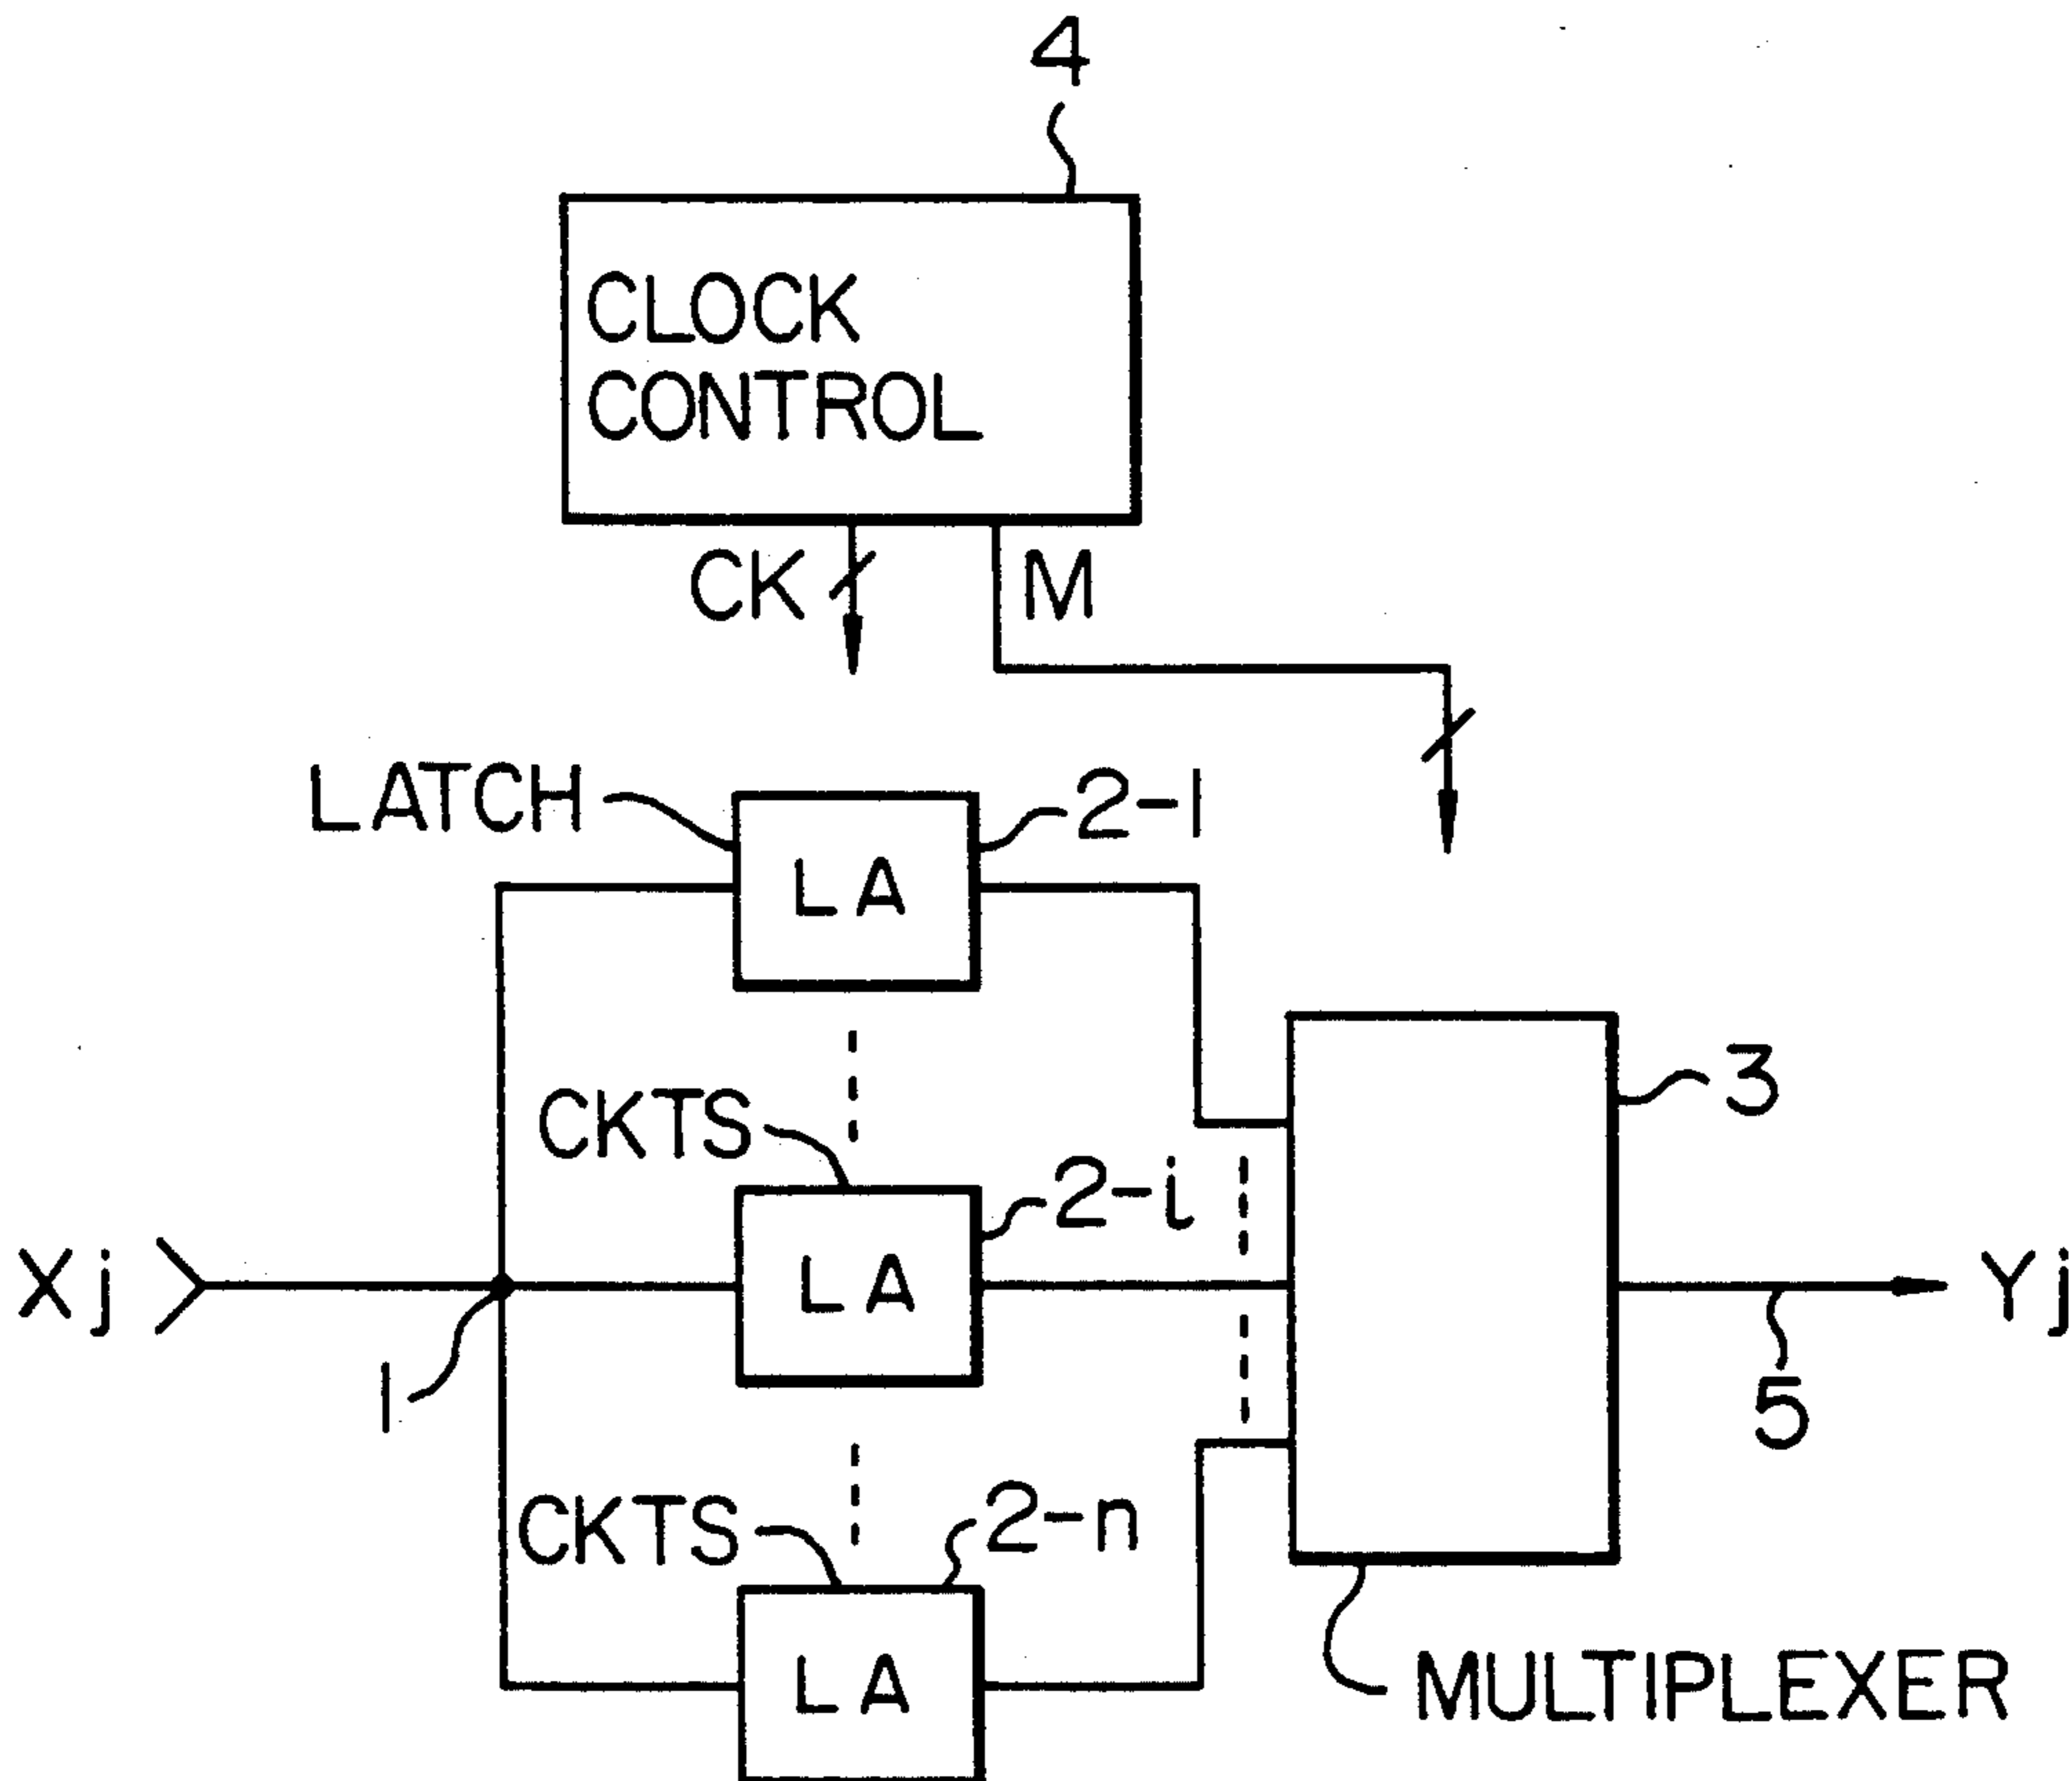 4
CLOCK
CONTROL
CK
M
LATCH
2-1
LA
CKTS
2-i
3
Xj
LA
Yj
1
5
CKTS
2-n
LA
MULTIPLEXER